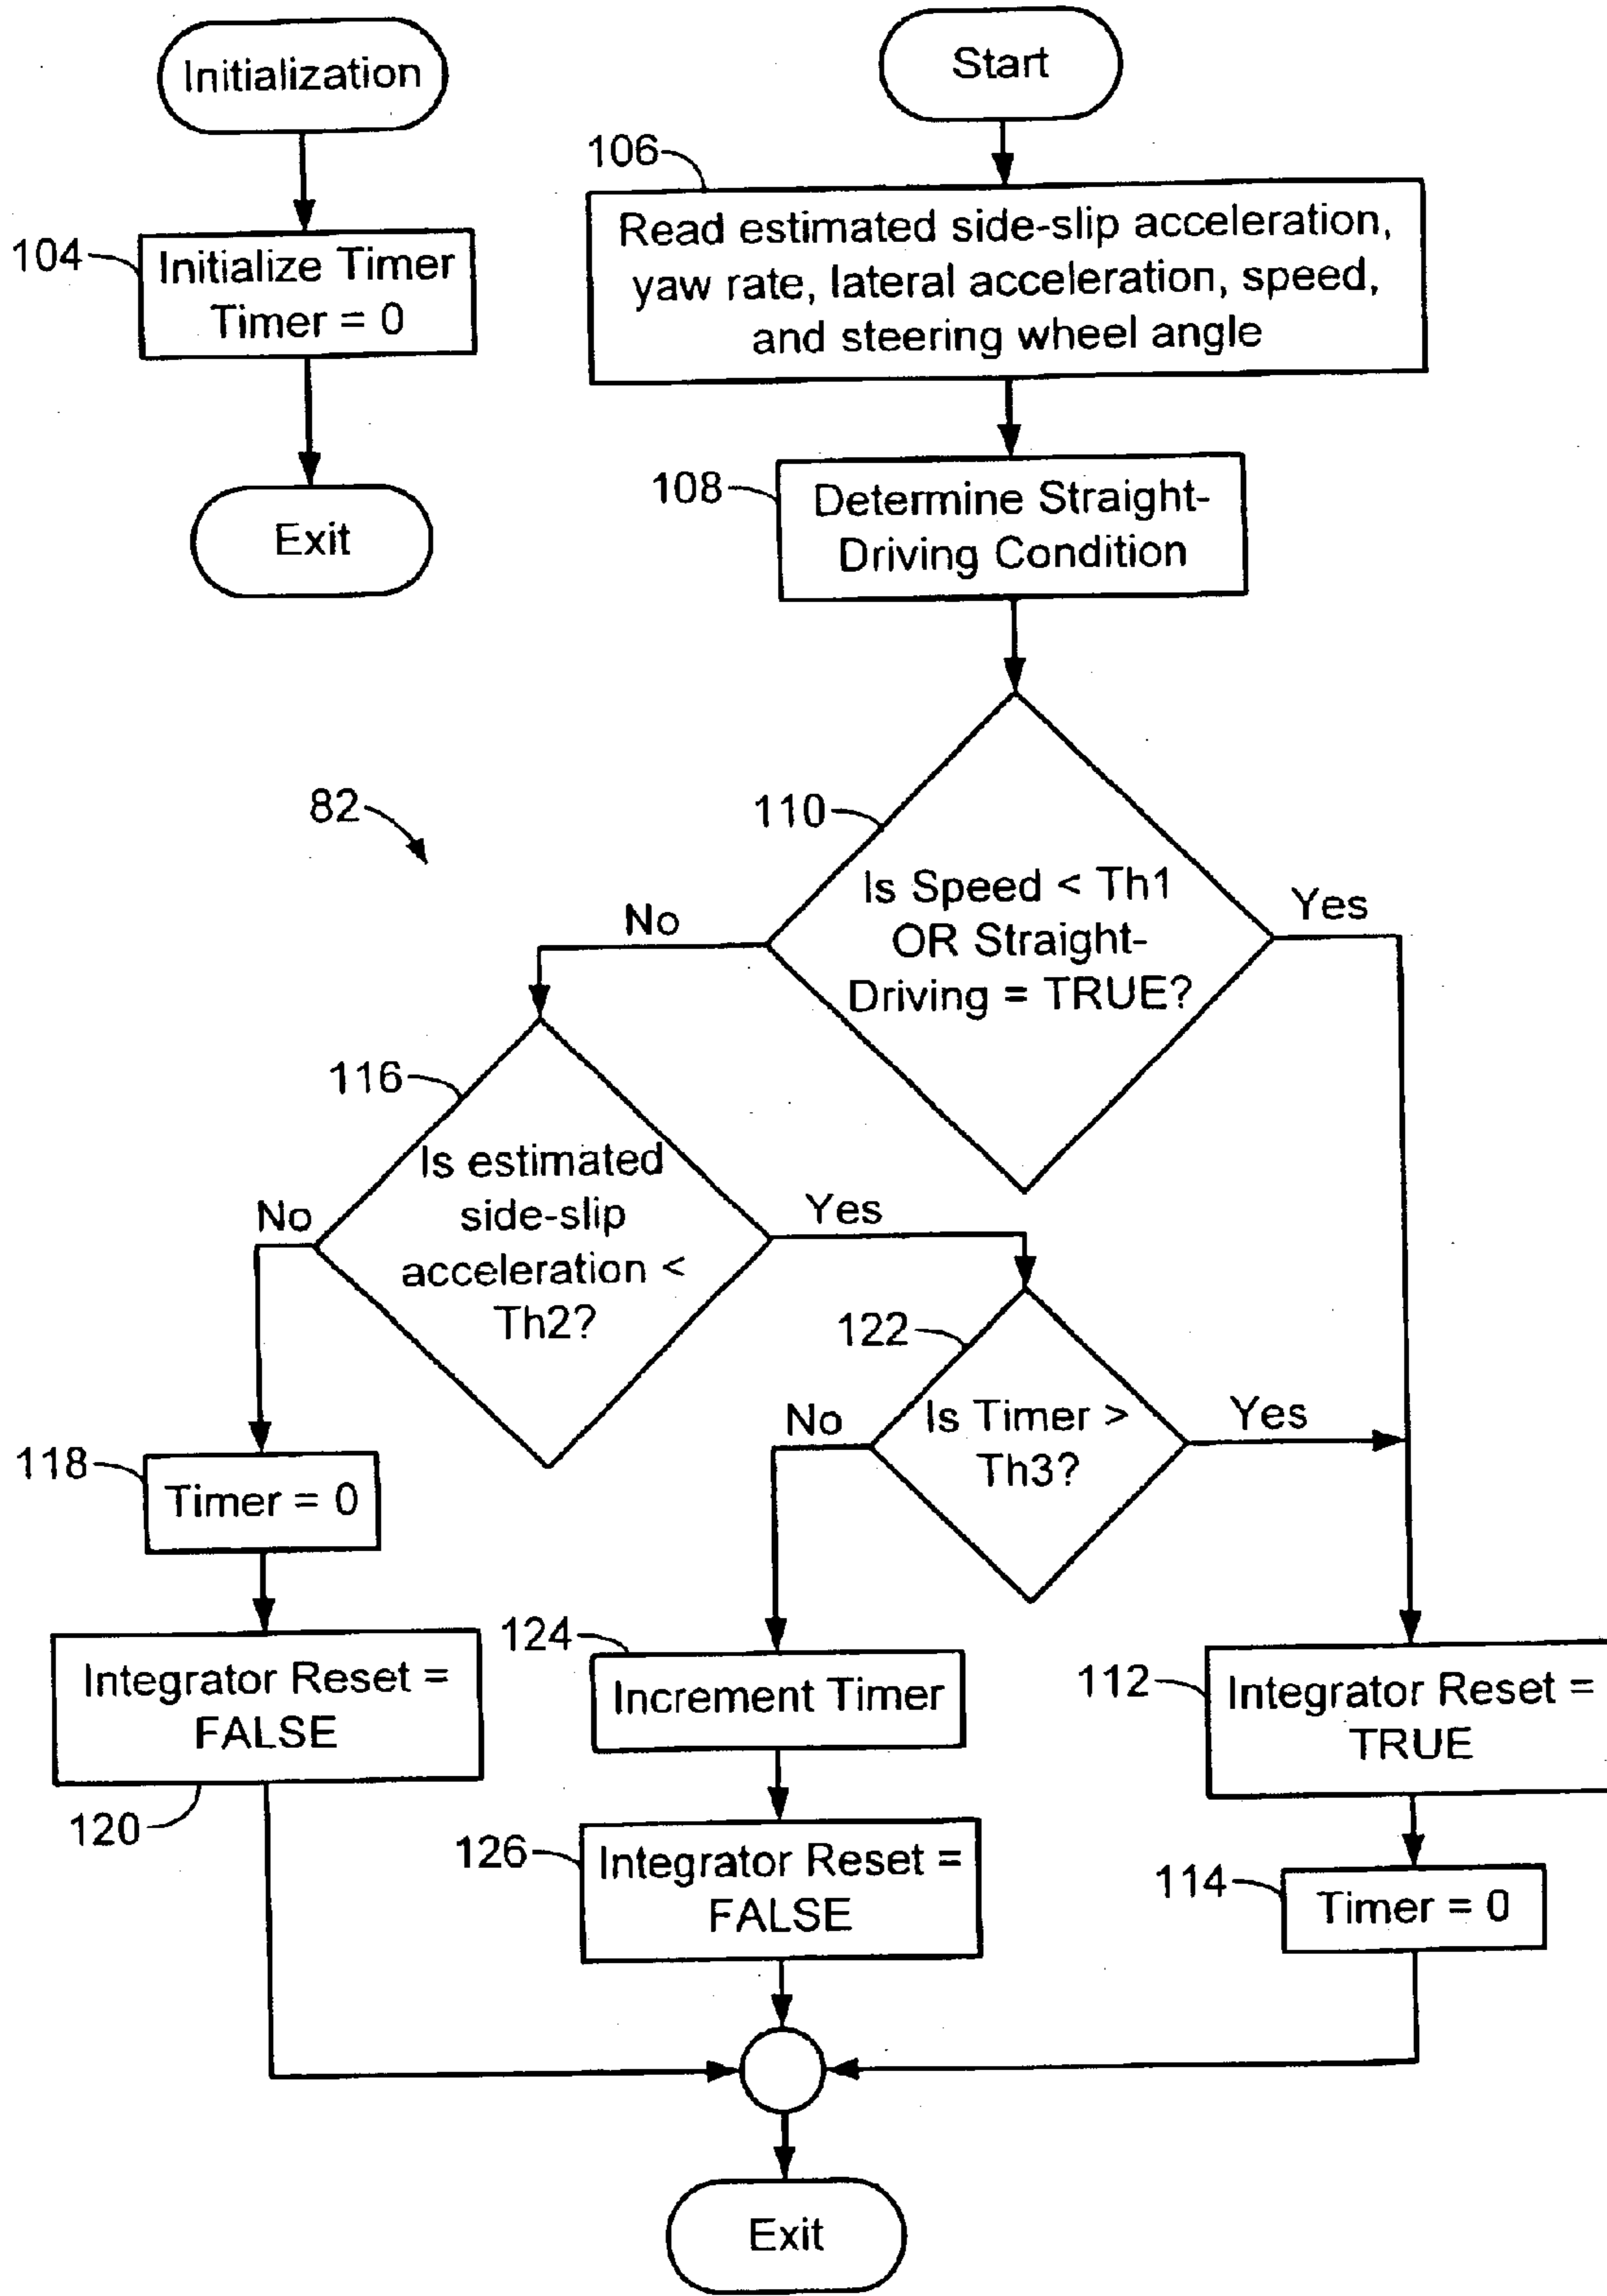 Initialization
104
Initialize Timer
Timer = 0
Exit
Start
106
Read estimated side-slip acceleration,
yaw rate, lateral acceleration, speed,
and steering wheel angle
108
Determine Straight-
Driving Condition
82
110
Is Speed < Th1
OR Straight-
Driving = TRUE?
No
Yes
116
Is estimated
side-slip
acceleration <
Th2?
No
Yes
122
Is Timer >
Th3?
No
Yes
118
Timer = 0
Integrator Reset =
FALSE
120
124
Increment Timer
126
Integrator Reset =
FALSE
112
Integrator Reset =
TRUE
114
Timer = 0
Exit